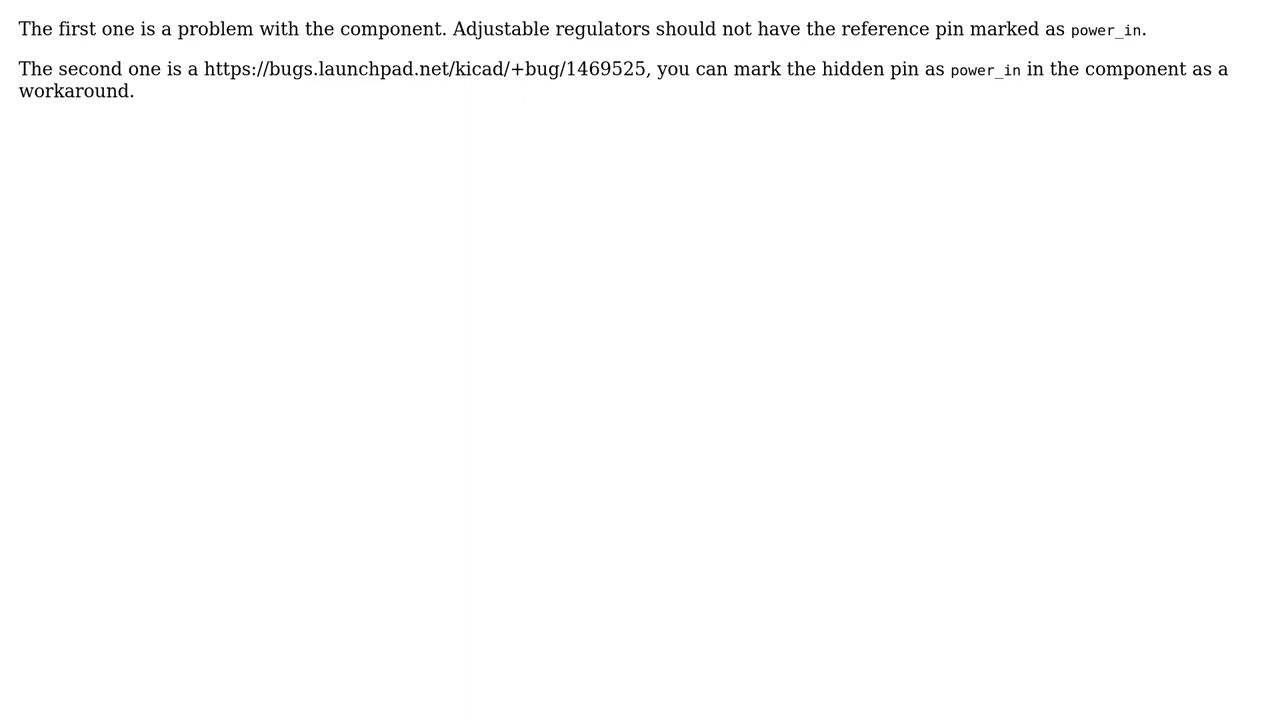 The first one is a problem with the component. Adjustable regulators should not have the reference pin marked as power_in.
The second one is a https://bugs.launchpad.net/kicad/+bug/1469525, you can mark the hidden pin as power_in in the component as a
workaround.